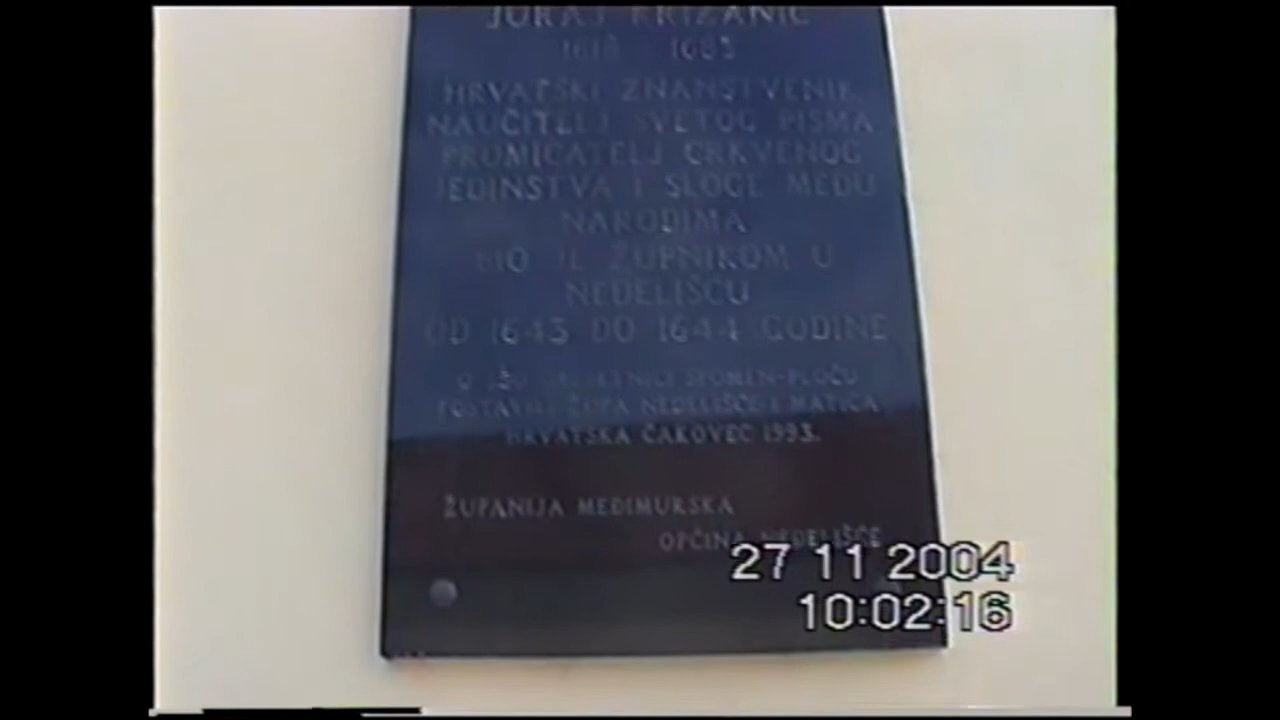 JURAJ KRIŽANIĆ
1618 1683
HRVATSKI ZNANSTVENIK,
NAUČITELJ SVETOG PISMA
PROMICATELJ CRKVENOG
JEDINSTVA I SLOGE MEĐU
NARODIMA
BIO JE ŽUPNIKOM U
NEDELIŠĆU
OD 1643 DO 1644 GODINE
SPOMEN-PLOČU
POSTAVILI ŽUPA NEDELIŠĆE I MATICA
HRVATSKA ČAKOVEC 1993.
ŽUPANIJA MEĐIMURSKA
OPĆINA NEDELIŠĆE
27 11 2004
10:02:16